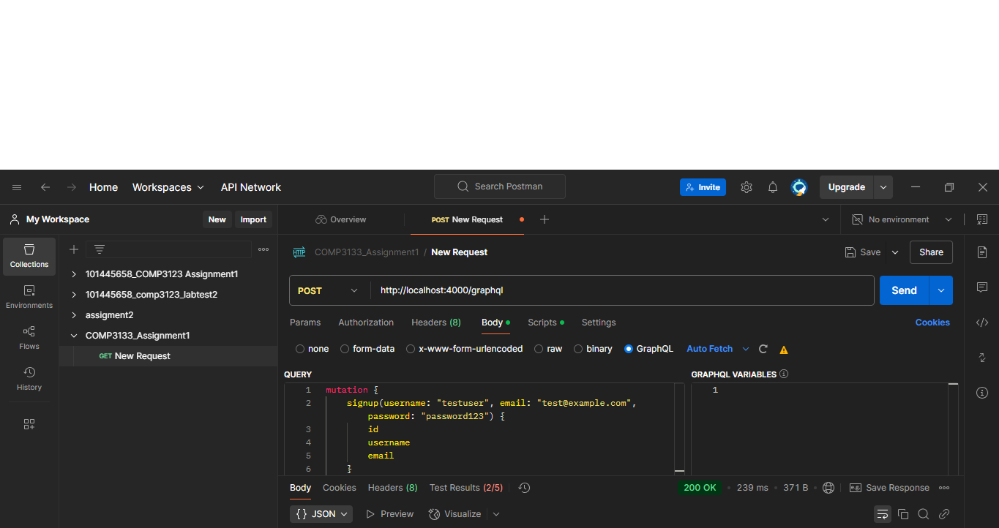 Home Workspaces API Network Search Postman Invite Upgrade
My Workspace New Import Overview POST New Request No environment
Collections
Environments
Flows
History
101445658_COMP3123 Assignment1
101445658_comp3123_labtest2
assigment2
COMP3133_Assignment1
GET New Request
HTTP COMP3133_Assignment1 / New Request Save Share
POST http://localhost:4000/graphql Send
Params Authorization Headers (8) Body Scripts Settings Cookies
none form-data x-www-form-urlencoded raw binary GraphQL Auto Fetch
QUERY GRAPHQL VARIABLES
1 mutation { 1
2 signup(username: "testuser", email: "test@example.com",
password: "password123") {
3 id
4 username
5 email
6 }
Body Cookies Headers (8) Test Results (2/5) 200 OK • 239 ms • 371 B • e.g. Save Response
{} JSON Preview Visualize